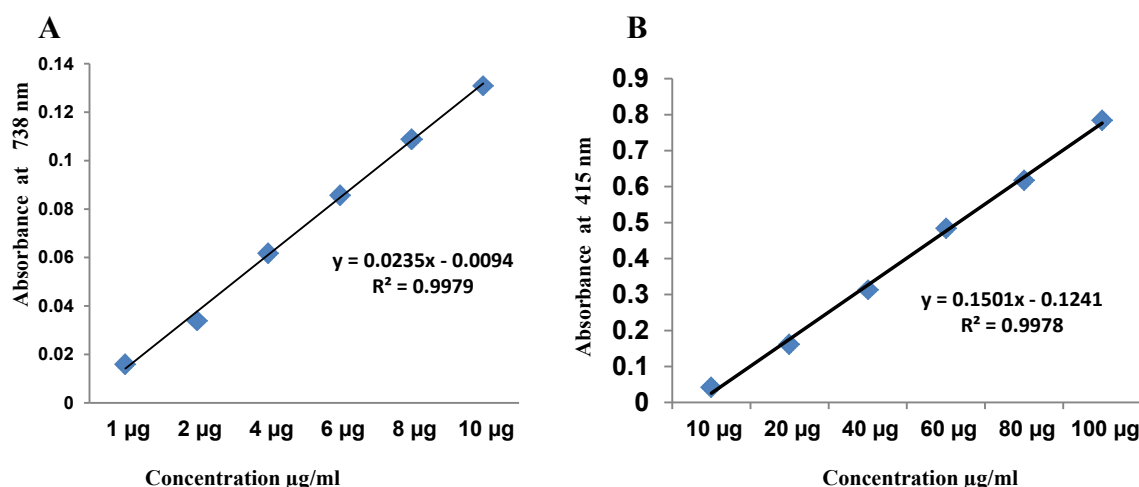 A
Absorbance at 738 nm
0.14
0.12
0.1
0.08
0.06
0.04
0.02
0
y = 0.0235x - 0.0094
R² = 0.9979
1 µg 2 µg 4 µg 6 µg 8 µg 10 µg
Concentration µg/ml
B
Absorbance at 415 nm
0.9
0.8
0.7
0.6
0.5
0.4
0.3
0.2
0.1
0
y = 0.1501x - 0.1241
R² = 0.9978
10 µg 20 µg 40 µg 60 µg 80 µg 100 µg
Concentration µg/ml